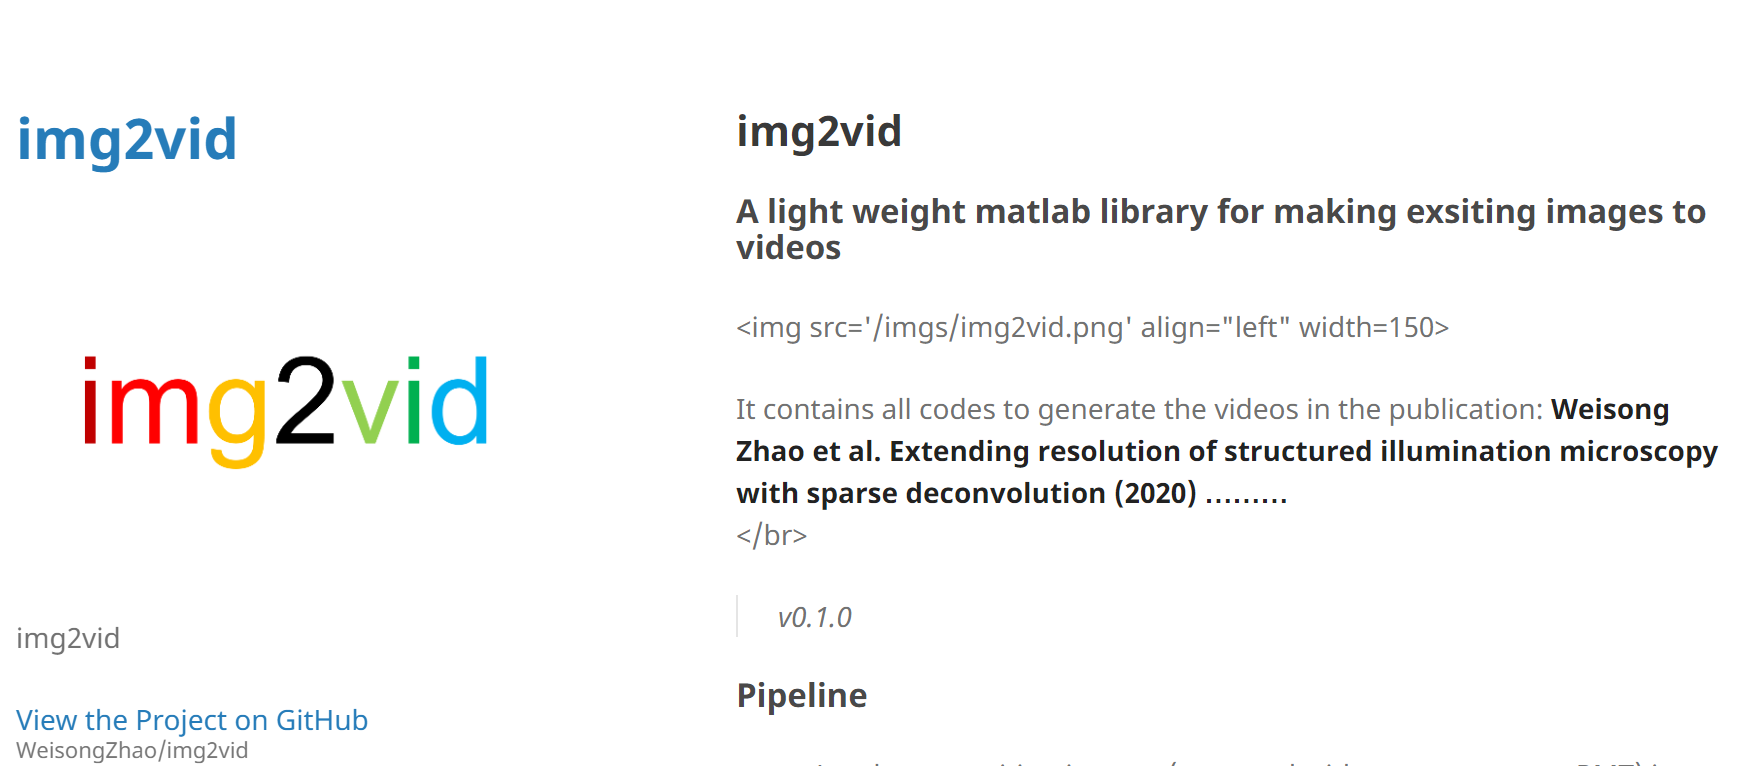 img2vid
img2vid
img2vid
View the Project on GitHub
WeisongZhao/img2vid
img2vid
A light weight matlab library for making exsiting images to
videos
<img src='/imgs/img2vid.png' align="left" width=150>
It contains all codes to generate the videos in the publication: Weisong
Zhao et al. Extending resolution of structured illumination microscopy
with sparse deconvolution (2020) .........
</br>
v0.1.0
Pipeline